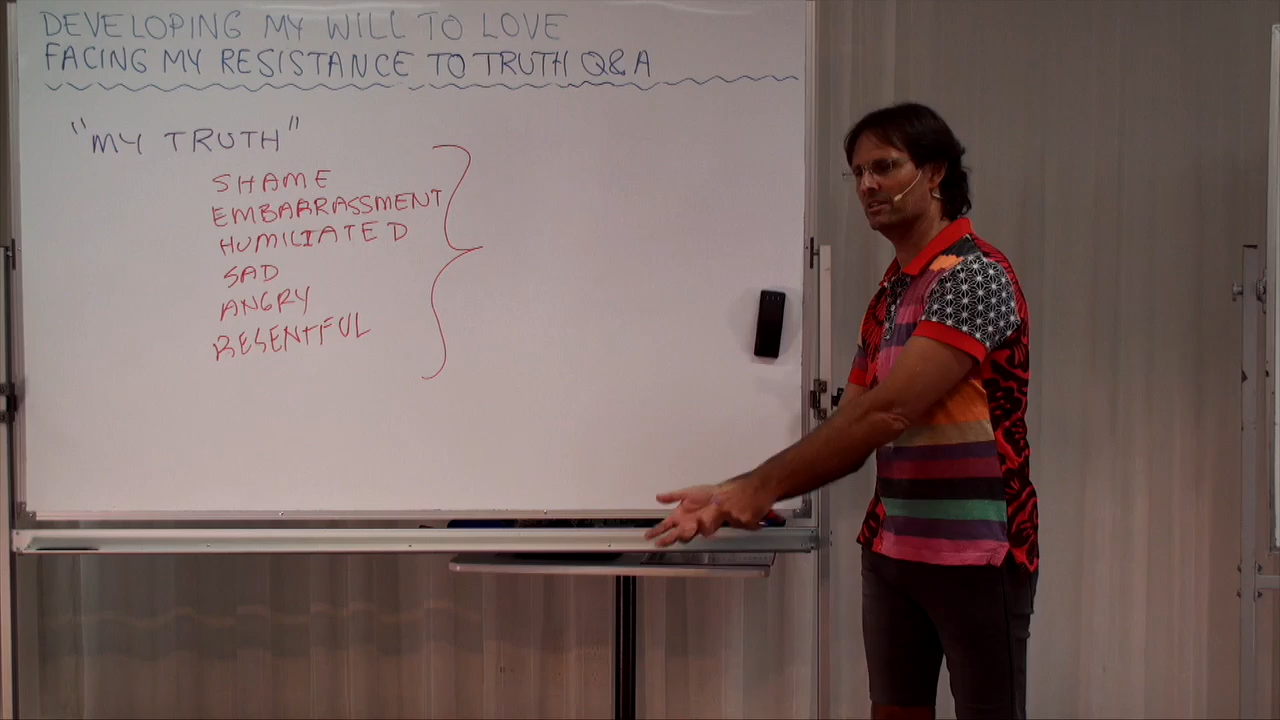 DEVELOPING MY WILL TO LOVE
FACING MY RESISTANCE TO TRUTH Q&A
"MY TRUTH"
SHAME
EMBARRASSMENT
HUMILIATED
SAD
ANGRY
RESENTFUL